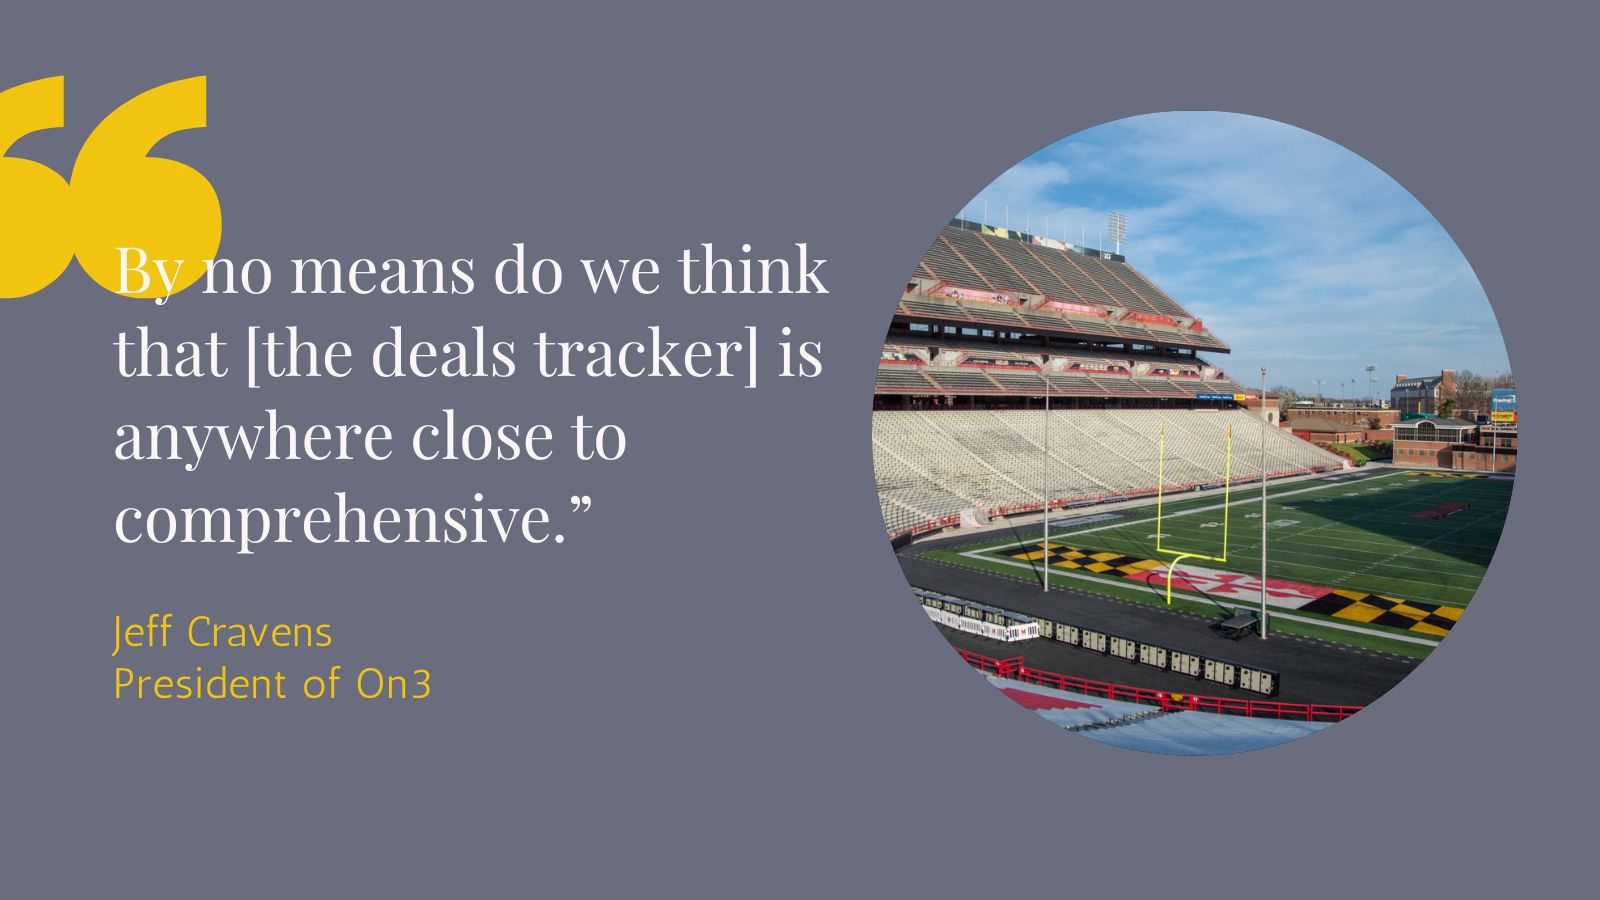 By no means do we think
that [the deals tracker] is
anywhere close to
comprehensive.”
Jeff Cravens
President of On3